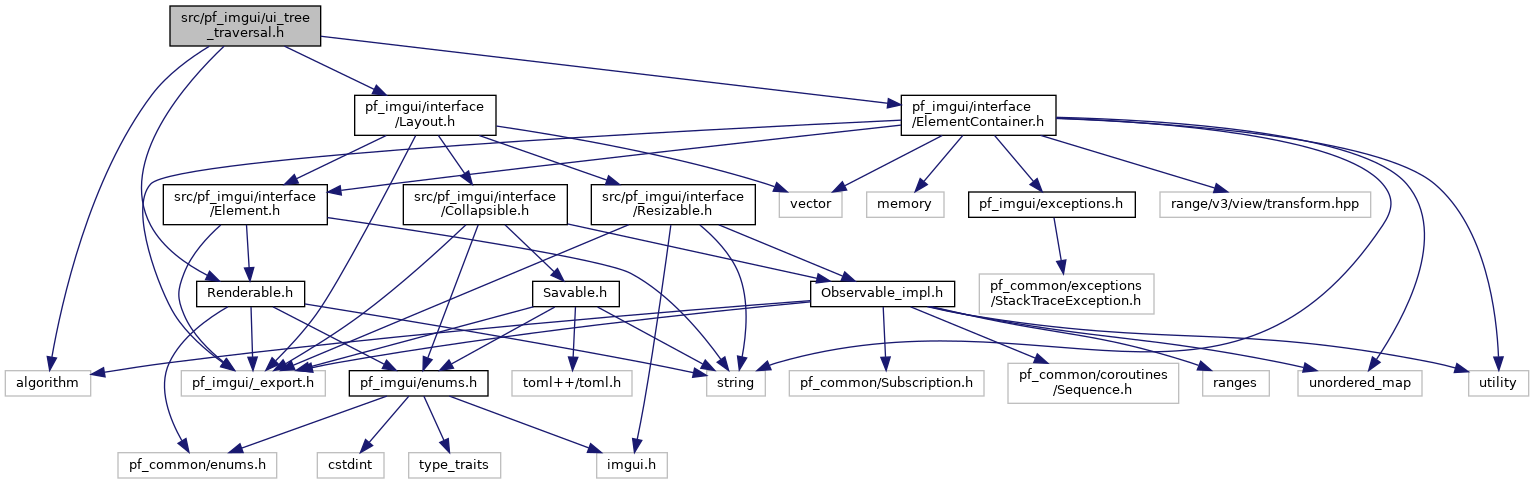 src/pf_imgui/ui_tree
_traversal.h
pf_imgui/interface
/Layout.h
pf_imgui/interface
/ElementContainer.h
src/pf_imgui/interface
/Element.h
src/pf_imgui/interface
/Collapsible.h
src/pf_imgui/interface
/Resizable.h
vector
memory
pf_imgui/exceptions.h
range/v3/view/transform.hpp
Renderable.h
Savable.h
Observable_impl.h
pf_common/exceptions
/StackTraceException.h
algorithm
pf_imgui/_export.h
pf_imgui/enums.h
toml++/toml.h
string
pf_common/Subscription.h
pf_common/coroutines
/Sequence.h
ranges
unordered_map
utility
pf_common/enums.h
cstdint
type_traits
imgui.h